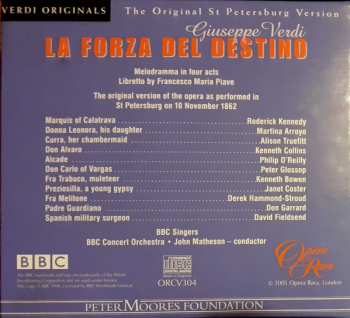 VERDI ORIGINALS
The Original St Petersburg Version
Giuseppe Verdi
LA FORZA DEL DESTINO
Melodramma in four acts
Libretto by Francesco Maria Piave
The original version of the opera as performed in
St Petersburg on 10 November 1862
Marquis of Calatrava Roderick Kennedy
Donna Leonora, his daughter Martina Arroyo
Curra, her chambermaid Alison Truefitt
Don Alvaro Kenneth Collins
Alcade Philip O'Reilly
Don Carlo of Vargas Peter Glossop
Fra Trabuco, muleteer Kenneth Bowen
Preziosilla, a young gypsy Janet Coster
Fra Melitone Derek Hammond-Stroud
Padre Guardiano Don Garrard
Spanish military surgeon David Fieldsend
BBC Singers
BBC Concert Orchestra • John Matheson – conductor
BBC
COMPACT
disc
DIGITAL AUDIO
ORCV304
Opera
Rara
© 2005 Opera Rara, London
PETER MOORES FOUNDATION